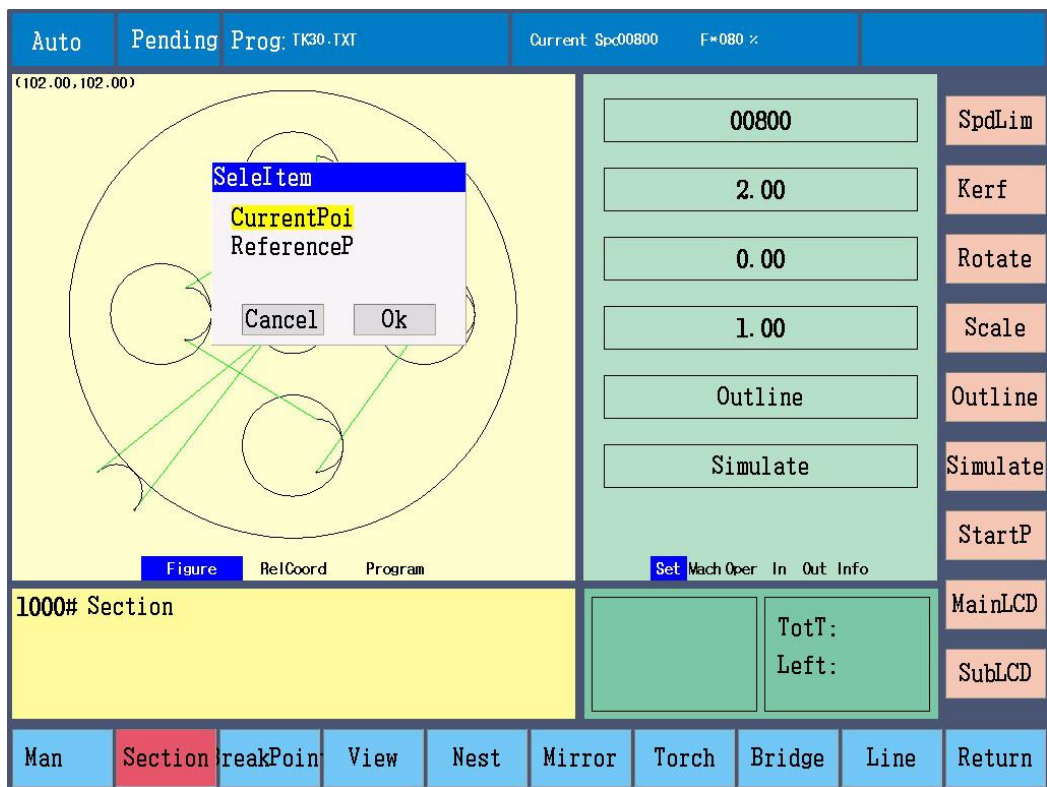 Auto Pending Prog: TK30.TXT Current Spd00800 F*080 %
(102.00,102.00)
SeleItem
CurrentPoi
ReferenceP
Cancel Ok
Figure RelCoord Program
00800 SpdLim
2.00 Kerf
0.00 Rotate
1.00 Scale
Outline Outline
Simulate Simulate
StartP
Set Mach Oper In Out Info
1000# Section
TotT:
Left:
MainLCD
SubLCD
Man Section reakPoin View Nest Mirror Torch Bridge Line Return